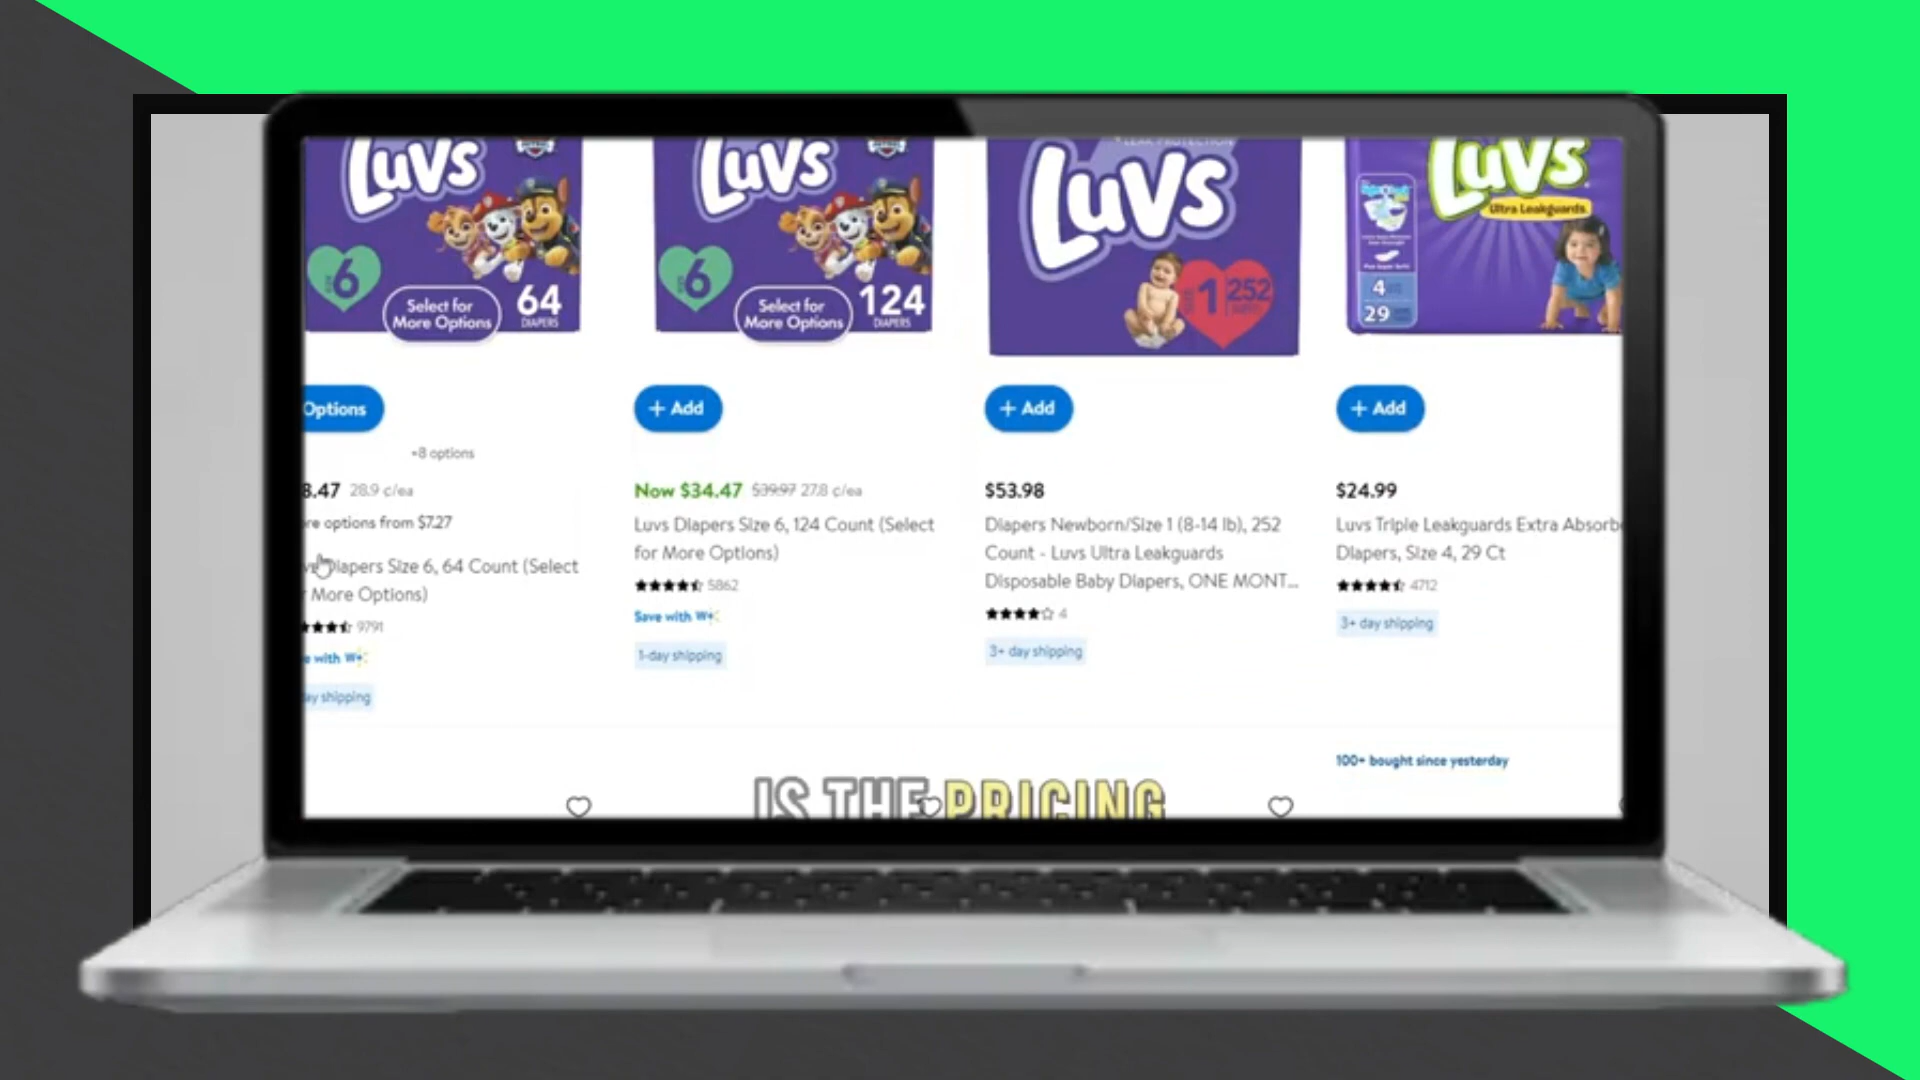 Luvs
6
Select for
More Options
64
DIAPERS
Luvs
6
Select for
More Options
124
DIAPERS
LEAK PROTECTION
Luvs
1 252
Luvs
Ultra Leakguards
4
29
Options
+ Add
+ Add
+ Add
+8 options
8.47 28.9 ¢/ea
re options from $7.27
Diapers Size 6, 64 Count (Select
More Options)
9791
with W+
ay shipping
Now $34.47 $39.97 27.8 ¢/ea
Luvs Diapers Size 6, 124 Count (Select
for More Options)
5862
Save with W+
1-day shipping
$53.98
Diapers Newborn/Size 1 (8-14 lb), 252
Count - Luvs Ultra Leakguards
Disposable Baby Diapers, ONE MONT...
4
3+ day shipping
$24.99
Luvs Triple Leakguards Extra Absorb
Diapers, Size 4, 29 Ct
4712
3+ day shipping
100+ bought since yesterday
IS THE PRICING